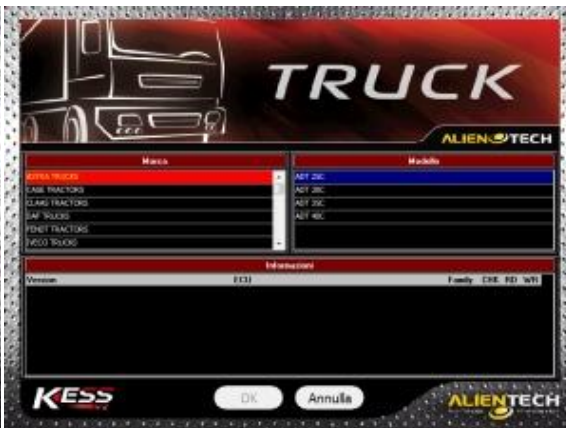 TRUCK
ALIENTECH
Marca
Modello
ASTRA TRUCKS
ADT 25C
CASE TRACTORS
ADT 30C
CLAAS TRACTORS
ADT 35C
DAF TRUCKS
ADT 40C
FENDT TRACTORS
IVECO TRUCKS
Informazioni
Version ECU Family CHK RD WR
KESS
OK
Annulla
ALIENTECH